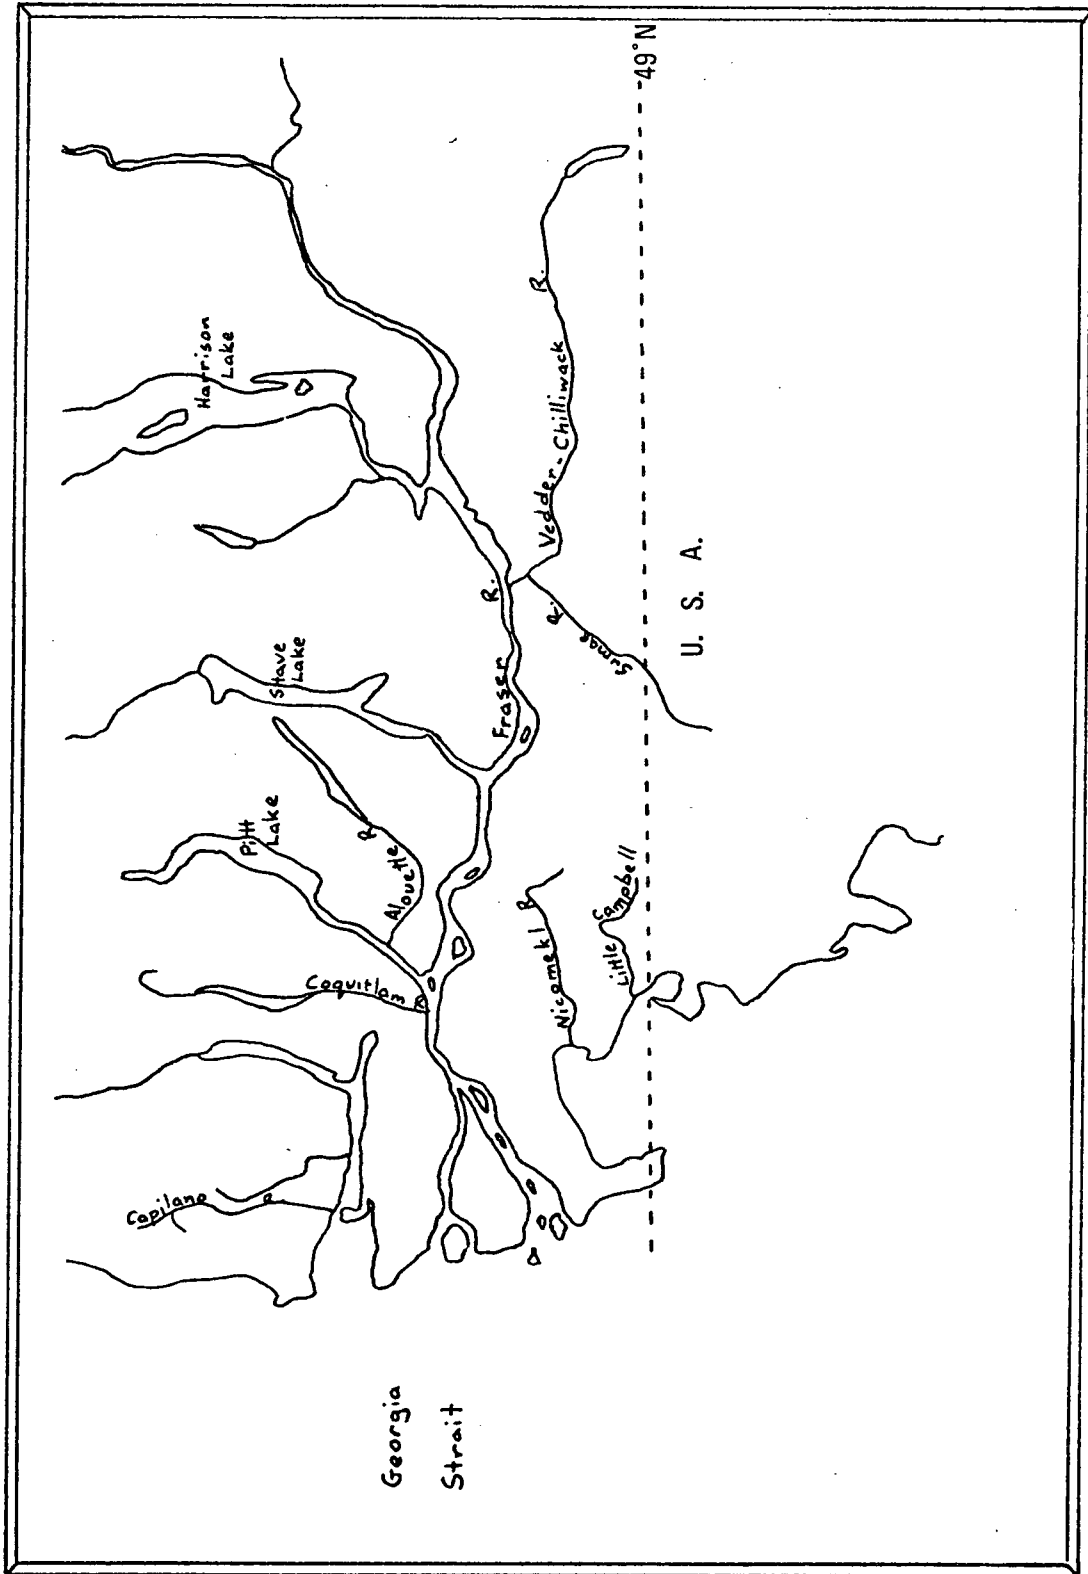 Harrison
Lake
Stave
Lake
Pitt
Lake
Alouette R.
Coquitlam R.
Capilano R.
Fraser R.
Vedder - Chilliwack R.
Sumas R.
Nicomekl R.
Little Campbell
Georgia
Strait
49°N
U. S. A.